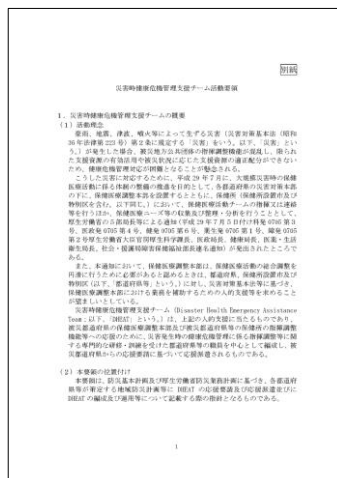 別紙
災害時健康危機管理支援チーム活動要領
1．災害時健康危機管理支援チームの概要
（1）活動理念
豪雨、地震、津波、噴火等によって生ずる災害（災害対策基本法（昭和
36年法律第223号）第2条に規定する「災害」をいう。以下、「災害」とい
う。）が発生した場合、被災地方公共団体の指揮調整機能が混乱し、限られ
た支援資源の有効活用や被災状況に応じた支援資源の適正配分ができない
ため、健康危機管理対応が困難となることが懸念される。
こうした災害に対応するために、平成29年7月に、大規模災害時の保健
医療活動に係る体制の整備の推進を目的として、各都道府県の災害対策本部
の下に、保健医療調整本部を設置するとともに、保健所（保健所設置市及び
特別区を含む。以下同じ。）において、保健医療活動チームの指揮又は連絡
等を行うほか、保健医療ニーズ等の収集及び整理・分析を行うこととして、
厚生労働省の各部局長等による通知（平成29年7月5日付け科発0705第3
号、医政発0705第4号、健発0705第6号、薬生発0705第1号、障発0705
第2号厚生労働省大臣官房厚生科学課長、医政局長、健康局長、医薬・生活
衛生局長、社会・援護局障害保健福祉部長連名通知）が発出されたところで
ある。
また、本通知において、保健医療調整本部は、保健医療活動の総合調整を
円滑に行うために必要があると認めるときは、都道府県、保健所設置市及び
特別区（以下、「都道府県等」という。）に対し、災害対策基本法等に基づき、
保健医療調整本部における業務を補助するための人的支援等を求めること
が望ましいとしている。
災害時健康危機管理支援チーム（Disaster Health Emergency Assistance
Team：以下、「DHEAT」という。）は、上記の人的支援に当たるものであり、
被災都道府県の保健医療調整本部及び被災都道府県等の保健所の指揮調整
機能等への応援のために、災害発生時の健康危機管理に係る指揮調整等に関
する専門的な研修・訓練を受けた都道府県等の職員を中心として編成し、被
災都道府県からの応援要請に基づいて応援派遣されるものである。
（2）本要領の位置付け
本要領は、防災基本計画及び厚生労働省防災業務計画に基づき、各都道府
県等が策定する地域防災計画等に DHEAT の応援要請及び応援派遣並びに
DHEAT の編成及び運用等について記載する際の指針となるものである。
1